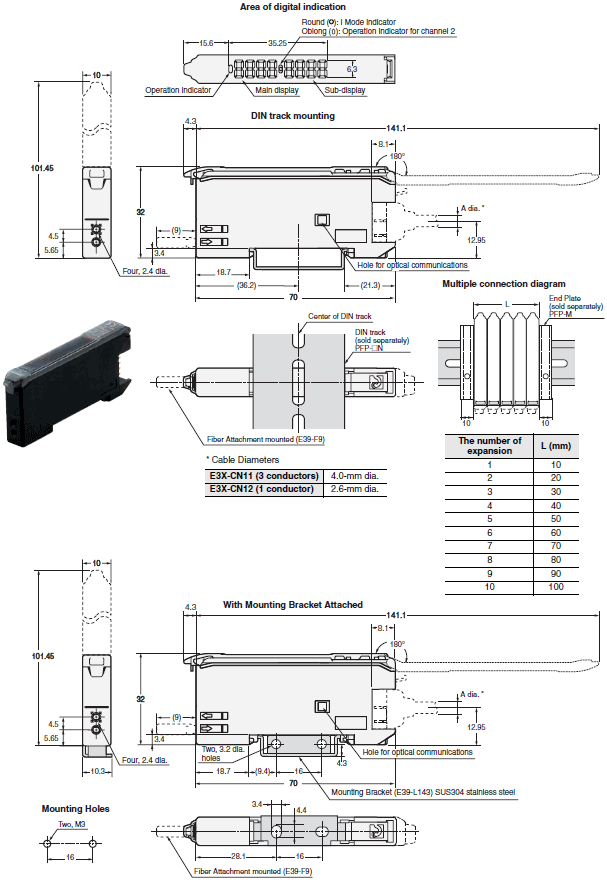 Area of digital indication
Round (O): I Mode Indicator
Oblong (0): Operation Indicator for channel 2
15.6
35.25
6.3
Operation Indicator
Main display
Sub-display
DIN track mounting
10
4.3
141.1
8.1
180°
101.45
32
A dia. *
(9)
4.5
5.65
3.4
12.95
Four, 2.4 dia.
Hole for optical communications
18.7
(36.2)
(21.3)
70
Multiple connection diagram
End Plate
(sold separately)
PFP-M
L
10
10
Center of DIN track
DIN track
(sold separately)
PFP-□N
Fiber Attachment mounted (E39-F9)
* Cable Diameters
E3X-CN11 (3 conductors) 4.0-mm dia.
E3X-CN12 (1 conductor) 2.6-mm dia.
The number of expansion L (mm)
1 10
2 20
3 30
4 40
5 50
6 60
7 70
8 80
9 90
10 100
With Mounting Bracket Attached
10
4.3
141.1
8.1
180°
101.45
32
A dia. *
(9)
4.5
5.65
3.4
12.95
Four, 2.4 dia.
10.3
Two, 3.2 dia.
holes
4.3
Hole for optical communications
18.7
(9.4)
16
70
Mounting Bracket (E39-L143) SUS304 stainless steel
Mounting Holes
Two, M3
16
3.4
4.4
28.1
16
Fiber Attachment mounted (E39-F9)